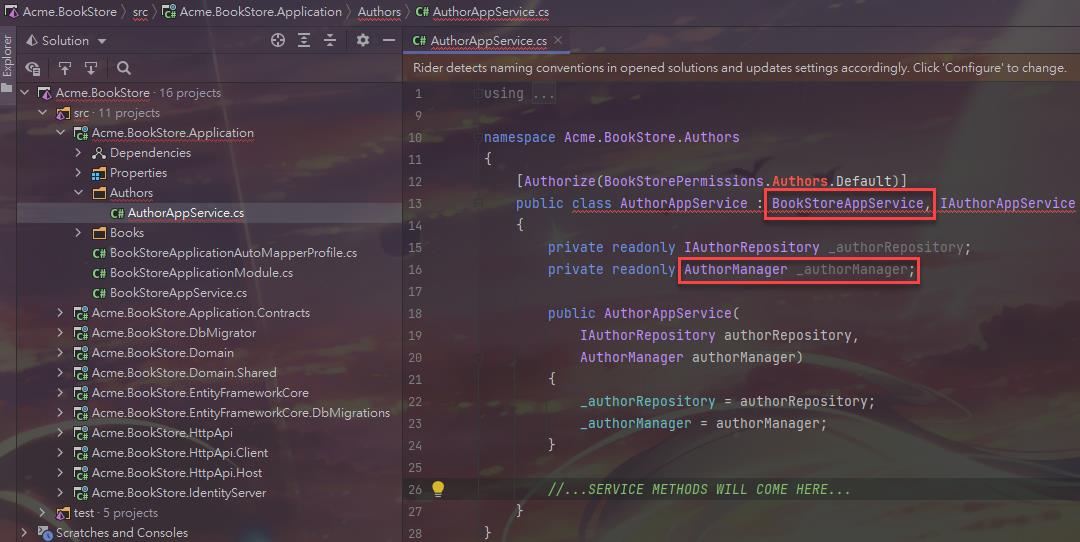 Acme.BookStore src Acme.BookStore.Application Authors C# AuthorAppService.cs
Explorer
Solution
Acme.BookStore · 16 projects
src · 11 projects
Acme.BookStore.Application
Dependencies
Properties
Authors
C# AuthorAppService.cs
Books
C# BookStoreApplicationAutoMapperProfile.cs
C# BookStoreApplicationModule.cs
C# BookStoreAppService.cs
Acme.BookStore.Application.Contracts
Acme.BookStore.DbMigrator
Acme.BookStore.Domain
Acme.BookStore.Domain.Shared
Acme.BookStore.EntityFrameworkCore
Acme.BookStore.EntityFrameworkCore.DbMigrations
Acme.BookStore.HttpApi
Acme.BookStore.HttpApi.Client
Acme.BookStore.HttpApi.Host
Acme.BookStore.IdentityServer
test · 5 projects
Scratches and Consoles
C# AuthorAppService.cs
Rider detects naming conventions in opened solutions and updates settings accordingly. Click 'Configure' to change.
1 using ...
9
10 namespace Acme.BookStore.Authors
11 {
12 [Authorize(BookStorePermissions.Authors.Default)]
13 public class AuthorAppService : BookStoreAppService, IAuthorAppService
14 {
15 private readonly IAuthorRepository _authorRepository;
16 private readonly AuthorManager _authorManager;
17
18 public AuthorAppService(
19 IAuthorRepository authorRepository,
20 AuthorManager authorManager)
21 {
22 _authorRepository = authorRepository;
23 _authorManager = authorManager;
24 }
25
26 //...SERVICE METHODS WILL COME HERE...
27 }
28 }